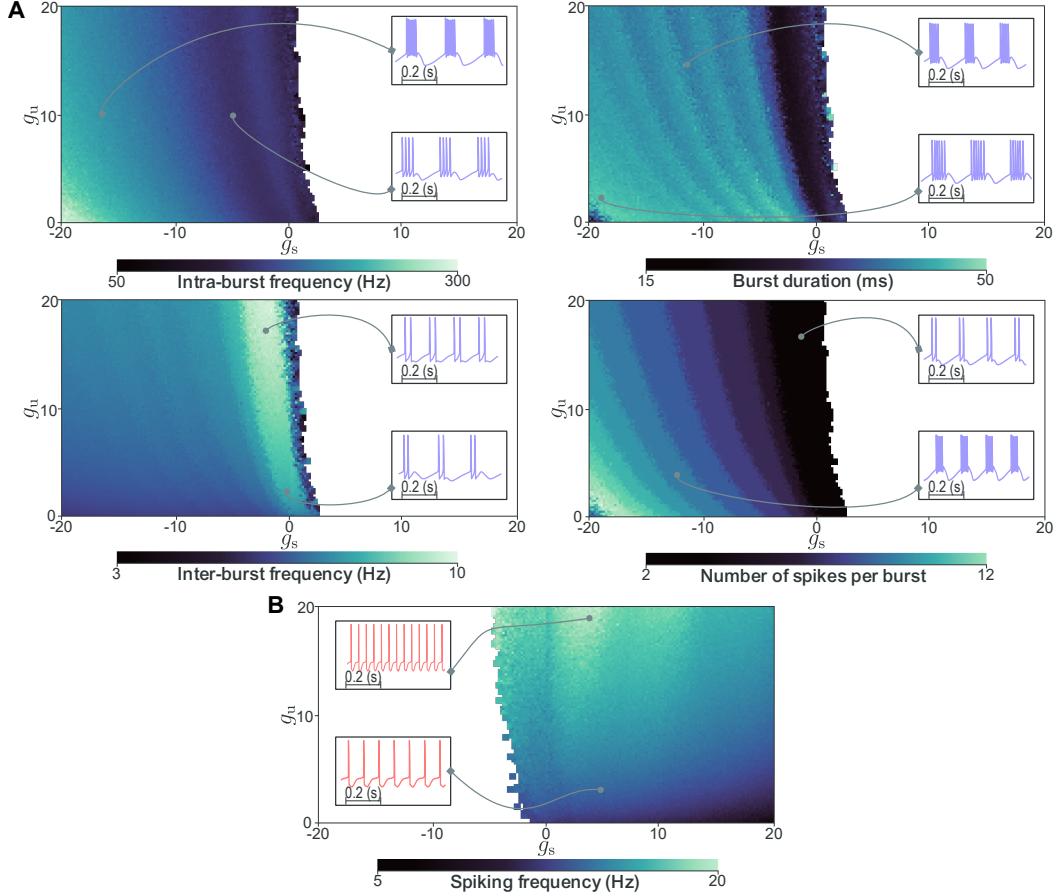 A
20
10
0
-20
-10
0
10
20
g_u
g_s
0.2 (s)
0.2 (s)
50
Intra-burst frequency (Hz)
300
20
10
0
-20
-10
0
10
20
g_u
g_s
0.2 (s)
0.2 (s)
15
Burst duration (ms)
50
20
10
0
-20
-10
0
10
20
g_u
g_s
0.2 (s)
0.2 (s)
3
Inter-burst frequency (Hz)
10
20
10
0
-20
-10
0
10
20
g_u
g_s
0.2 (s)
0.2 (s)
2
Number of spikes per burst
12
B
20
10
0
-20
-10
0
10
20
g_u
g_s
0.2 (s)
0.2 (s)
5
Spiking frequency (Hz)
20